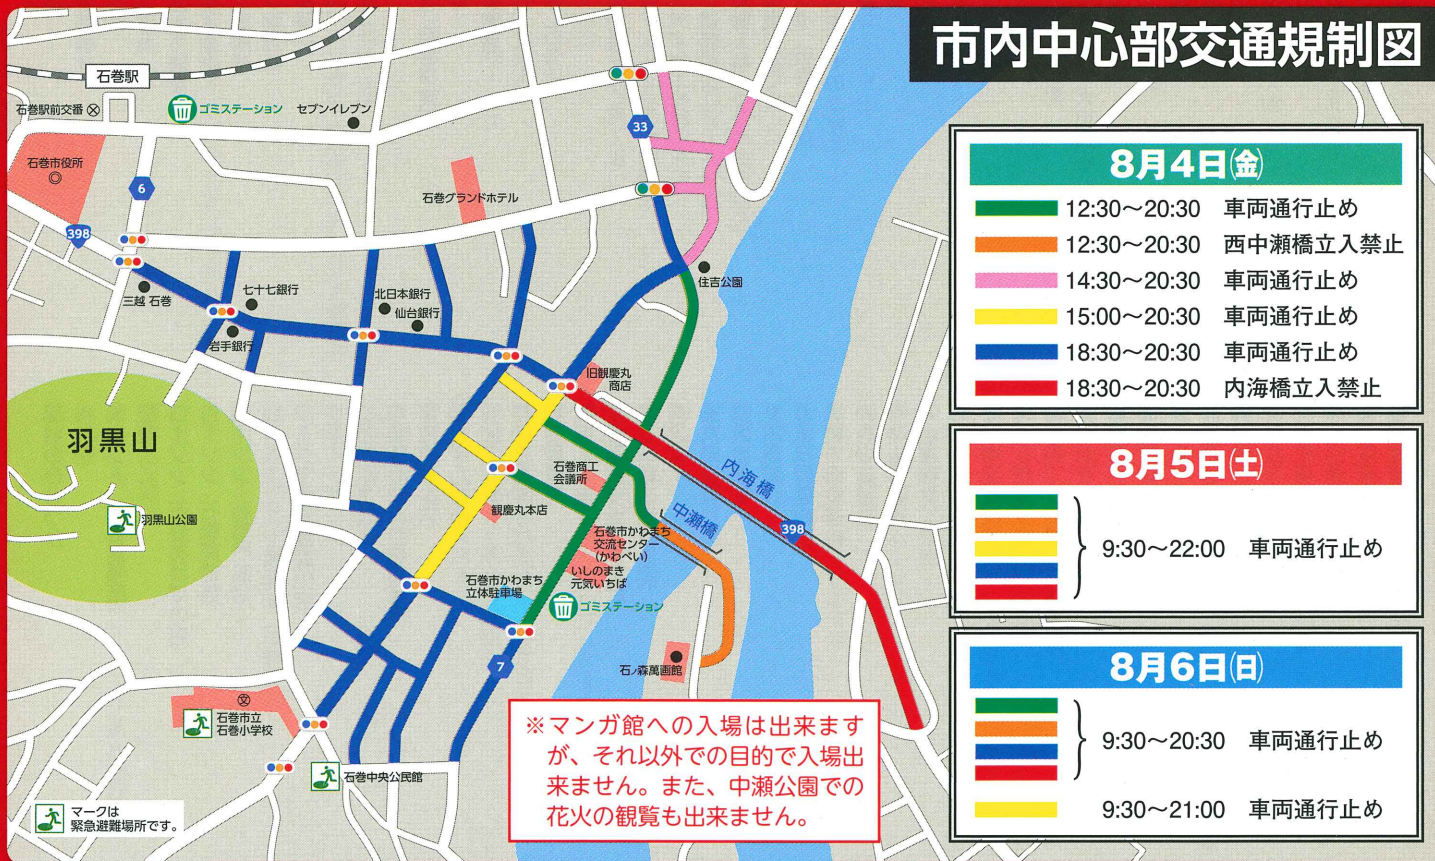 市内中心部交通規制図
石巻駅
石巻駅前交番
ゴミステーション
セブンイレブン
33
石巻市役所
6
石巻グランドホテル
398
三越 石巻
七十七銀行
岩手銀行
北日本銀行
仙台銀行
住吉公園
旧観慶丸
商店
羽黒山
羽黒山公園
石巻商工
会議所
観慶丸本店
内海橋
中瀬橋
398
石巻市かわまち
交流センター
(かわべい)
いしのまき
元気いちば
石巻市かわまち
立体駐車場
ゴミステーション
7
石ノ森萬画館
文
石巻市立
石巻小学校
石巻中央公民館
マークは
緊急避難場所です。
※マンガ館への入場は出来ます
が、それ以外での目的で入場出
来ません。また、中瀬公園での
花火の観覧も出来ません。
8月4日(金)
12:30〜20:30 車両通行止め
12:30〜20:30 西中瀬橋立入禁止
14:30〜20:30 車両通行止め
15:00〜20:30 車両通行止め
18:30〜20:30 車両通行止め
18:30〜20:30 内海橋立入禁止
8月5日(土)
9:30〜22:00 車両通行止め
8月6日(日)
9:30〜20:30 車両通行止め
9:30〜21:00 車両通行止め